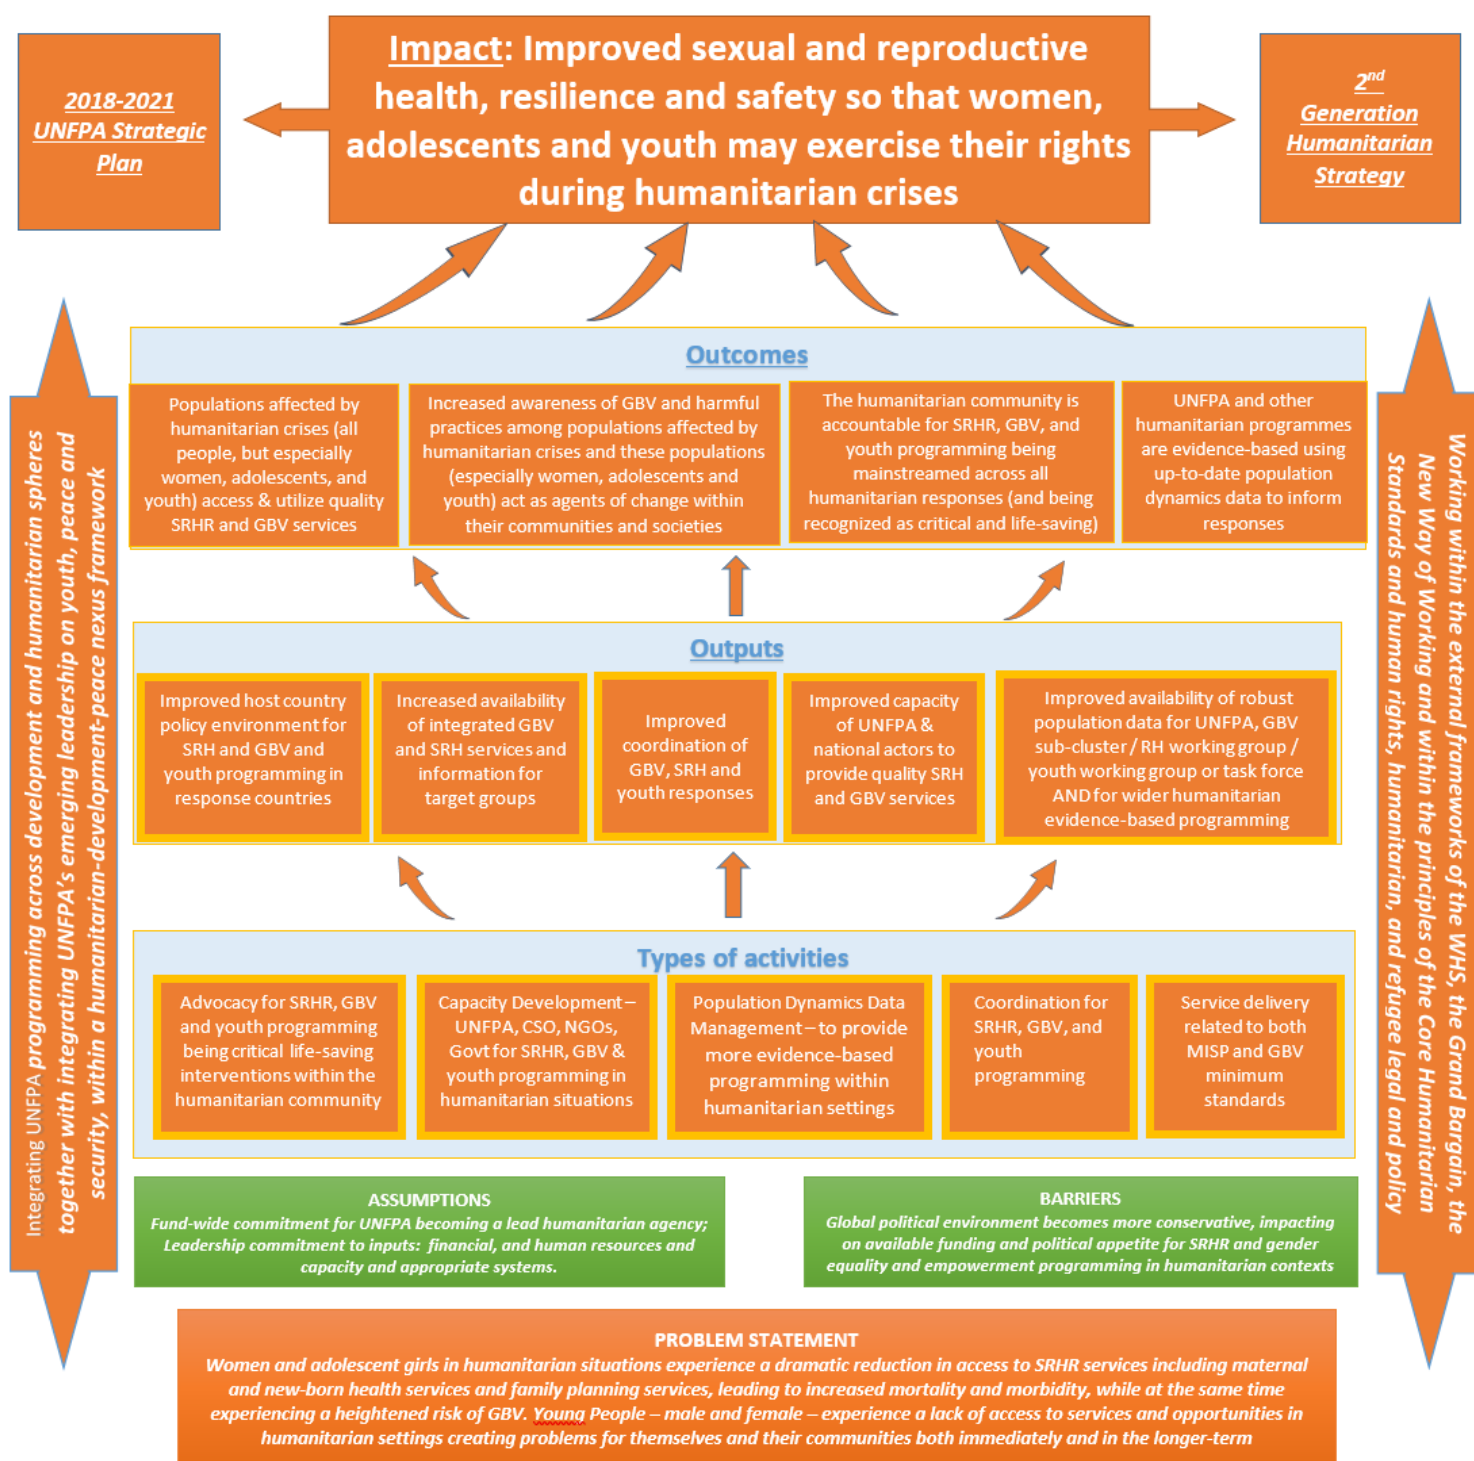 Impact: Improved sexual and reproductive
health, resilience and safety so that women,
adolescents and youth may exercise their rights
during humanitarian crises
2018-2021
UNFPA Strategic
Plan
2nd
Generation
Humanitarian
Strategy
Integrating UNFPA programming across development and humanitarian spheres
together with integrating UNFPA's emerging leadership on youth, peace and
security, within a humanitarian-development-peace nexus framework
Outcomes
Populations affected by
humanitarian crises (all
people, but especially
women, adolescents, and
youth) access & utilize quality
SRHR and GBV services
Increased awareness of GBV and harmful
practices among populations affected by
humanitarian crises and these populations
(especially women, adolescents and
youth) act as agents of change within
their communities and societies
The humanitarian community is
accountable for SRHR, GBV, and
youth programming being
mainstreamed across all
humanitarian responses (and being
recognized as critical and life-saving)
UNFPA and other
humanitarian programmes
are evidence-based using
up-to-date population
dynamics data to inform
responses
Outputs
Improved host country
policy environment for
SRH and GBV and
youth programming in
response countries
Increased availability
of integrated GBV
and SRH services and
information for
target groups
Improved
coordination of
GBV, SRH and
youth responses
Improved capacity
of UNFPA &
national actors to
provide quality SRH
and GBV services
Improved availability of robust
population data for UNFPA, GBV
sub-cluster / RH working group /
youth working group or task force
AND for wider humanitarian
evidence-based programming
Types of activities
Advocacy for SRHR, GBV
and youth programming
being critical life-saving
interventions within the
humanitarian community
Capacity Development –
UNFPA, CSO, NGOs,
Govt for SRHR, GBV &
youth programming in
humanitarian situations
Population Dynamics Data
Management – to provide
more evidence-based
programming within
humanitarian settings
Coordination for
SRHR, GBV, and
youth
programming
Service delivery
related to both
MISP and GBV
minimum
standards
Working within the external frameworks of the WHS, the Grand Bargain, the
New Way of Working and within the principles of the Core Humanitarian
Standards and human rights, humanitarian, and refugee legal and policy
ASSUMPTIONS
Fund-wide commitment for UNFPA becoming a lead humanitarian agency;
Leadership commitment to inputs: financial, and human resources and
capacity and appropriate systems.
BARRIERS
Global political environment becomes more conservative, impacting
on available funding and political appetite for SRHR and gender
equality and empowerment programming in humanitarian contexts
PROBLEM STATEMENT
Women and adolescent girls in humanitarian situations experience a dramatic reduction in access to SRHR services including maternal
and new-born health services and family planning services, leading to increased mortality and morbidity, while at the same time
experiencing a heightened risk of GBV. Young People – male and female – experience a lack of access to services and opportunities in
humanitarian settings creating problems for themselves and their communities both immediately and in the longer-term